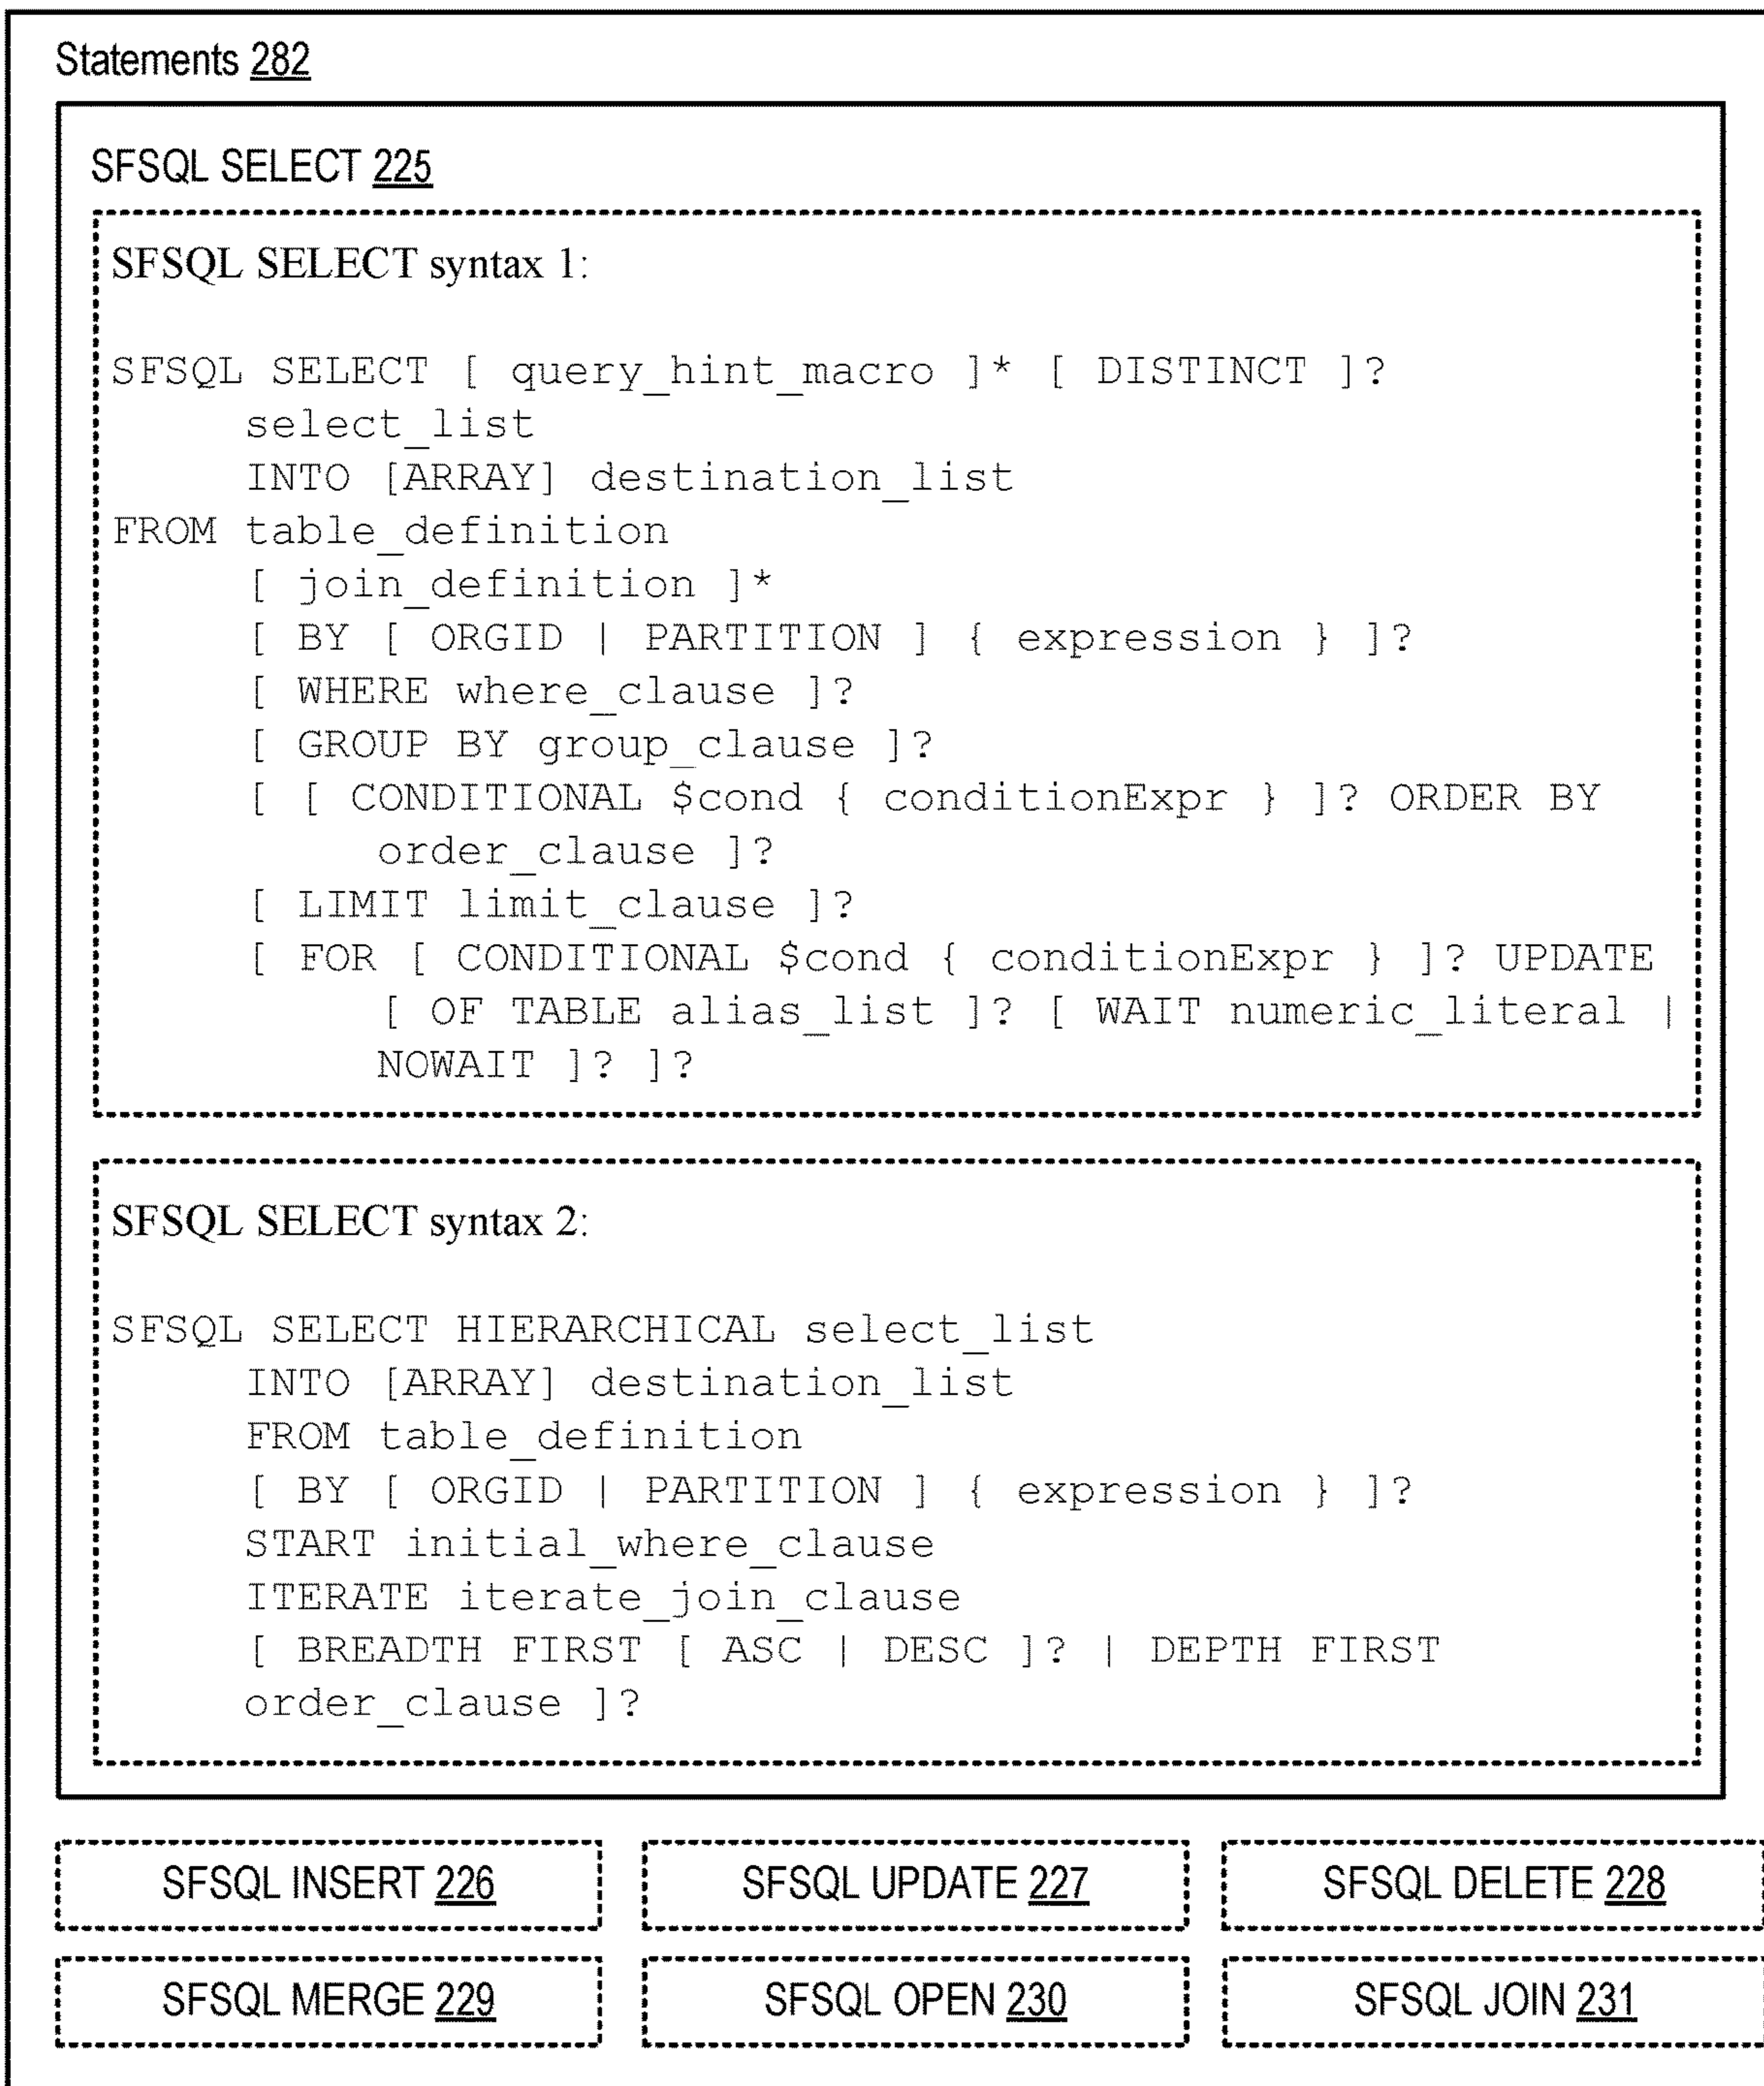 Statements 282
SFSQL SELECT 225
SFSQL SELECT syntax 1:
SFSQL SELECT [ query_hint_macro ]* [ DISTINCT ]?
select_list
INTO [ARRAY] destination_list
FROM table_definition
[ join_definition ]*
[ BY [ ORGID | PARTITION ] { expression } ]?
[ WHERE where_clause ]?
[ GROUP BY group_clause ]?
[ [ CONDITIONAL $cond { conditionExpr } ]? ORDER BY
order_clause ]?
[ LIMIT limit_clause ]?
[ FOR [ CONDITIONAL $cond { conditionExpr } ]? UPDATE
[ OF TABLE alias_list ]? [ WAIT numeric_literal |
NOWAIT ]? ]?
SFSQL SELECT syntax 2:
SFSQL SELECT HIERARCHICAL select_list
INTO [ARRAY] destination_list
FROM table_definition
[ BY [ ORGID | PARTITION ] { expression } ]?
START initial_where_clause
ITERATE iterate_join_clause
[ BREADTH FIRST [ ASC | DESC ]? | DEPTH FIRST
order_clause ]?
SFSQL INSERT 226
SFSQL UPDATE 227
SFSQL DELETE 228
SFSQL MERGE 229
SFSQL OPEN 230
SFSQL JOIN 231